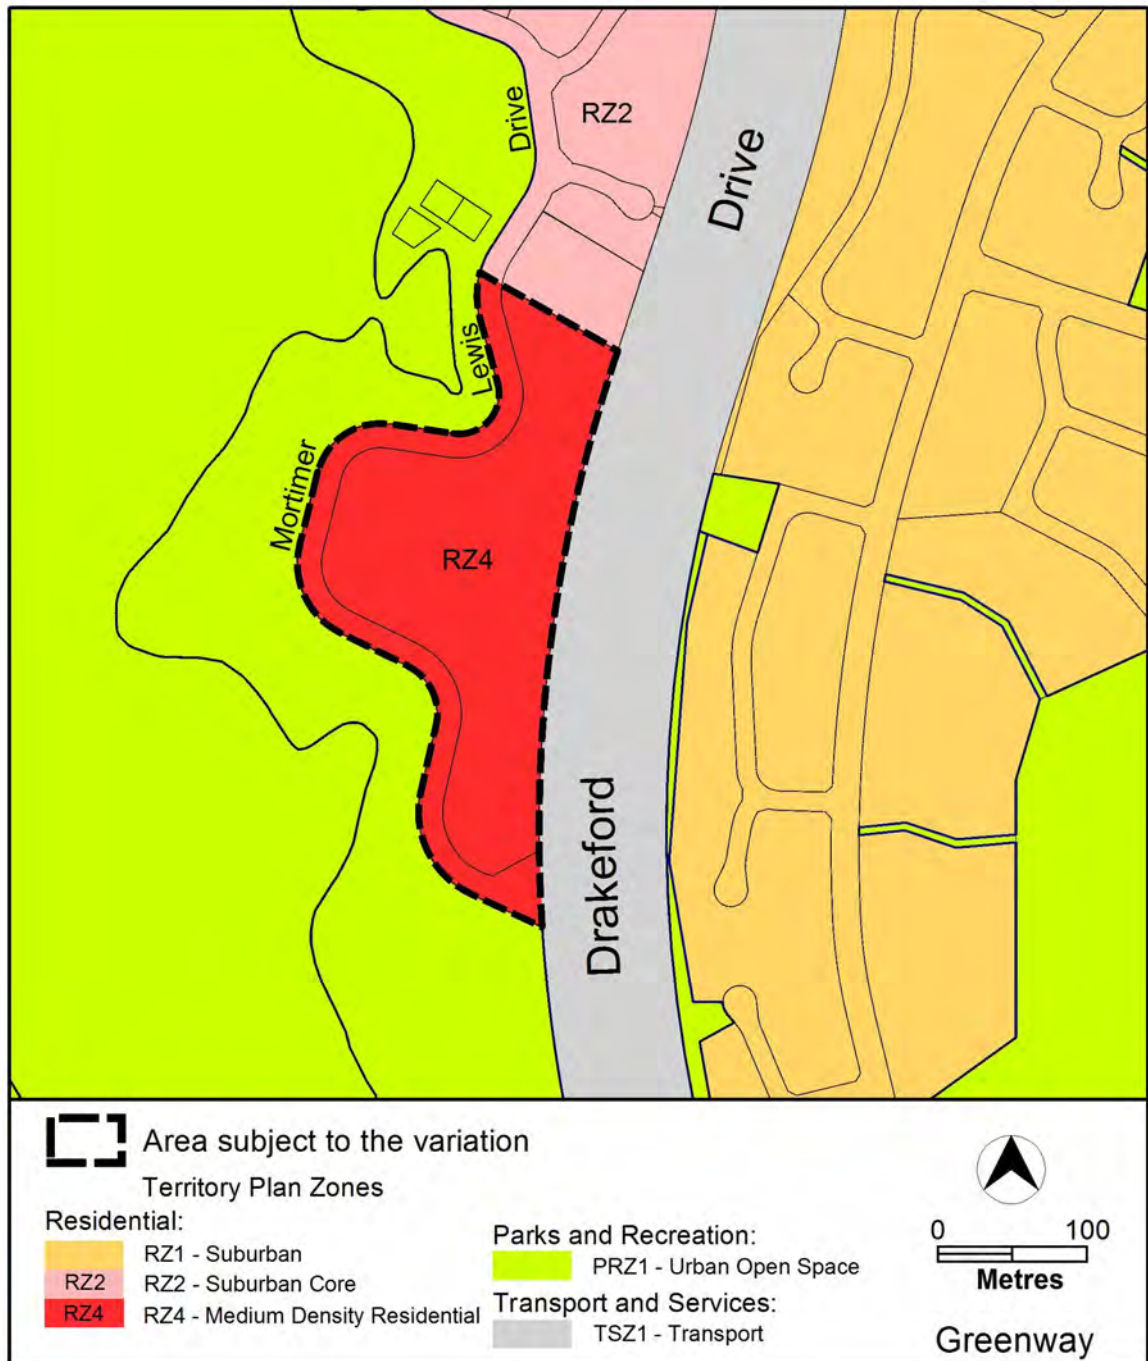 Drive
RZ2
Drive
Lewis
Mortimer
RZ4
Drakeford
Area subject to the variation
Territory Plan Zones
Residential:
RZ1 - Suburban
RZ2 RZ2 - Suburban Core
RZ4 RZ4 - Medium Density Residential
Parks and Recreation:
PRZ1 - Urban Open Space
Transport and Services:
TSZ1 - Transport
0 100
Metres
Greenway